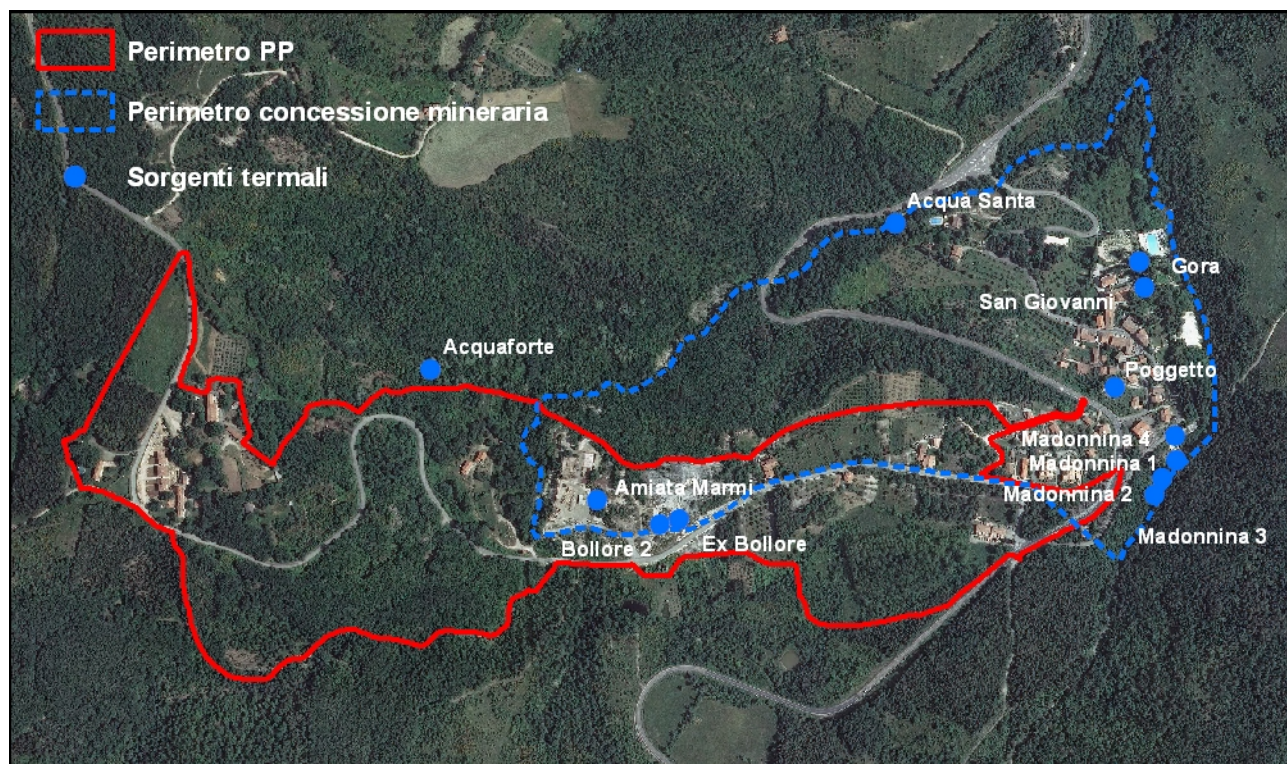 Perimetro PP
Perimetro concessione mineraria
Sorgenti termali
Acqua Santa
Gora
San Giovanni
Acquaforte
Poggetto
Madonnina 4
Madonnina 1
Amiata Marmi
Madonnina 2
Bollore 2
Ex Bollore
Madonnina 3